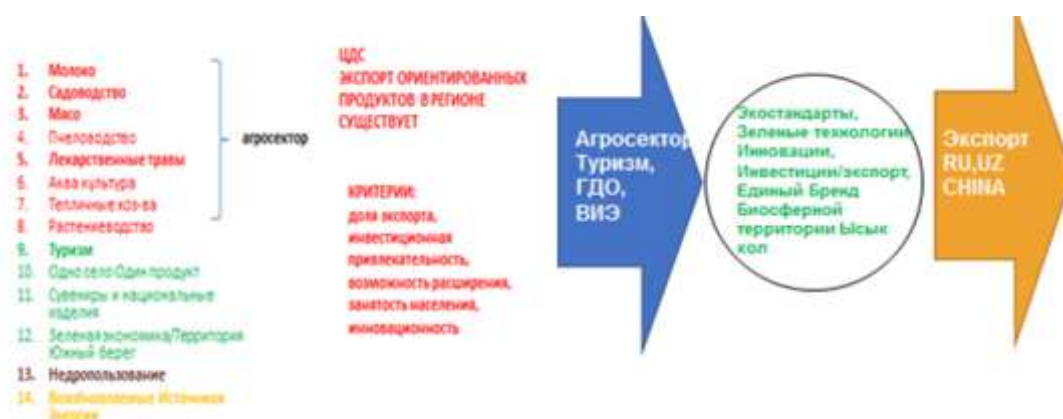 1. Молоко
2. Садоводство
3. Мясо
4. Пчеловодство
5. Лекарственные травы
6. Аква культура
7. Тепличные хоз-ва
8. Растениеводство
9. Туризм
10. Одно село Один продукт
11. Сувениры и национальные
изделия
12. Зеленая экономика/Территория
Южный берег
13. Недропользование
14. Возобновляемые Источники
Энергии
агросектор
ЦДС
ЭКСПОРТ ОРИЕНТИРОВАННЫХ
ПРОДУКТОВ В РЕГИОНЕ
СУЩЕСТВУЕТ
КРИТЕРИИ:
доля экспорта,
инвестиционная
привлекательность,
возможность расширения,
занятость населения,
инновационность
Агросектор
Туризм,
ГДО,
ВИЭ
Экостандарты,
Зеленые технологии
Инновации,
Инвестиции/экспорт,
Единый Бренд
Биосферной
территории Ысык
кол
Экспорт
RU,UZ
CHINA